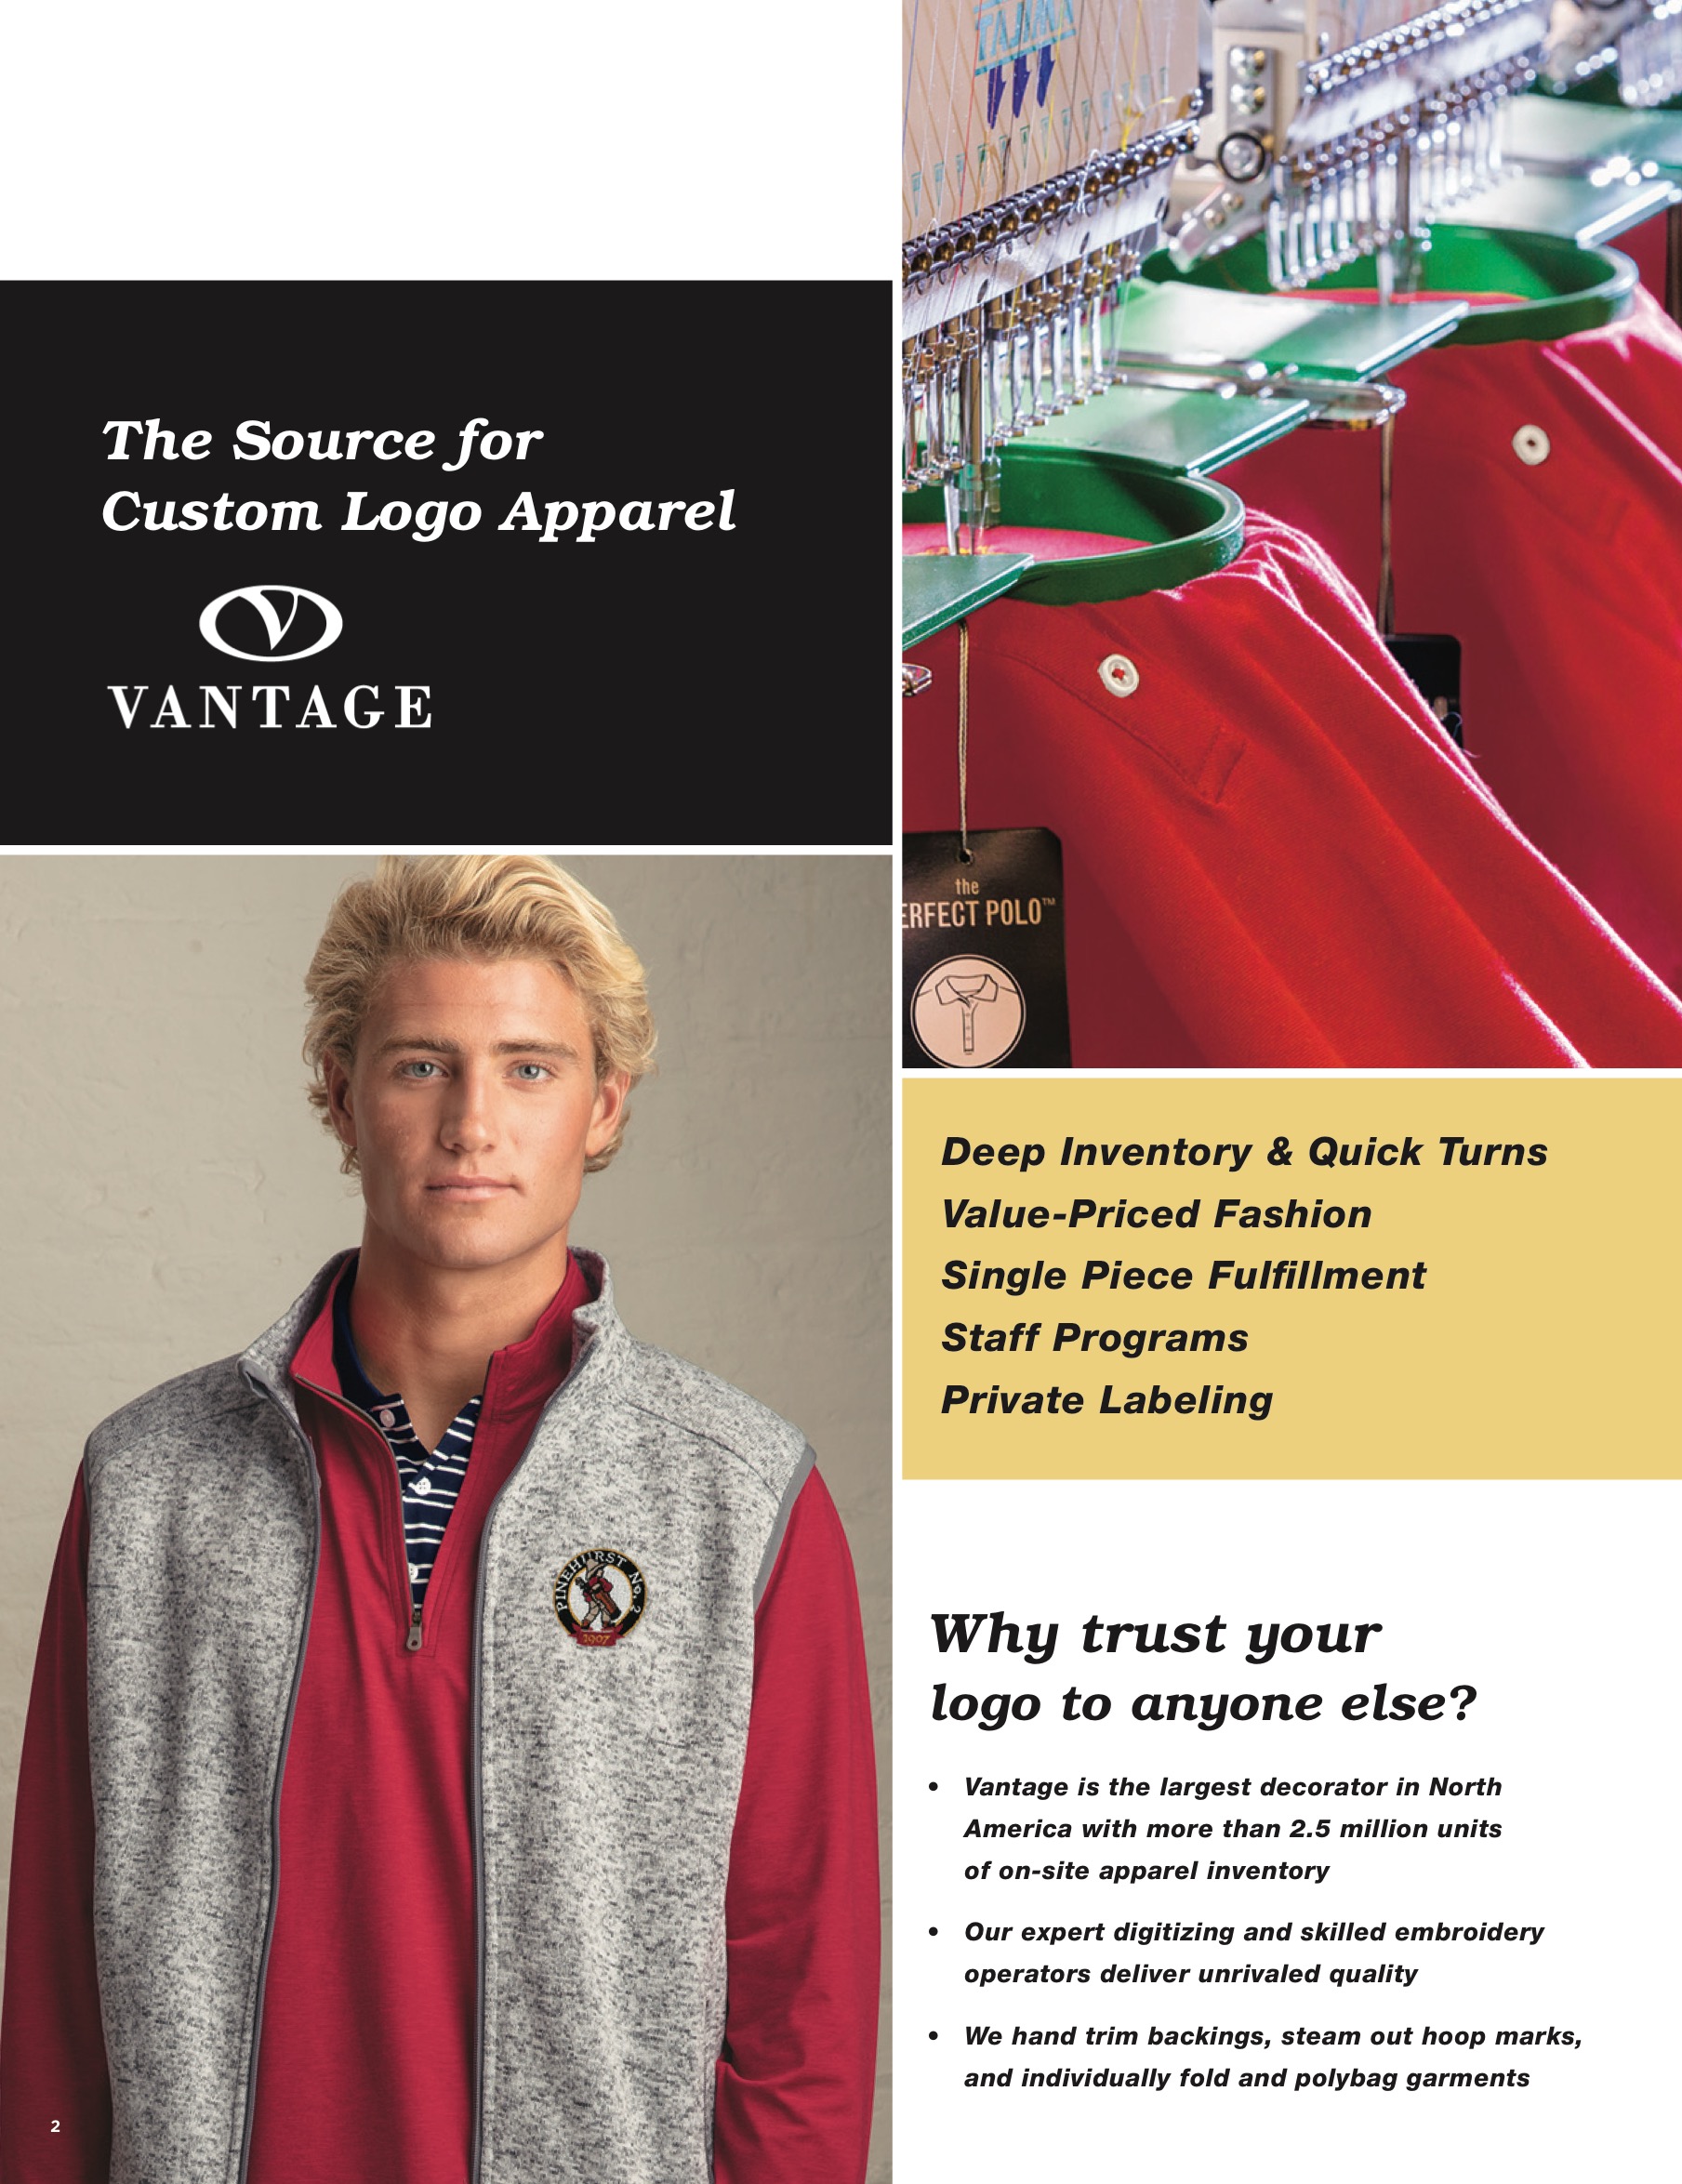 TAJIMA
The Source for
Custom Logo Apparel
V
VANTAGE
the
ERFECT POLO™
Deep Inventory & Quick Turns
Value-Priced Fashion
Single Piece Fulfillment
Staff Programs
Private Labeling
PINEHURST No. 2
1907
Why trust your
logo to anyone else?
• Vantage is the largest decorator in North
America with more than 2.5 million units
of on-site apparel inventory
• Our expert digitizing and skilled embroidery
operators deliver unrivaled quality
• We hand trim backings, steam out hoop marks,
and individually fold and polybag garments
2